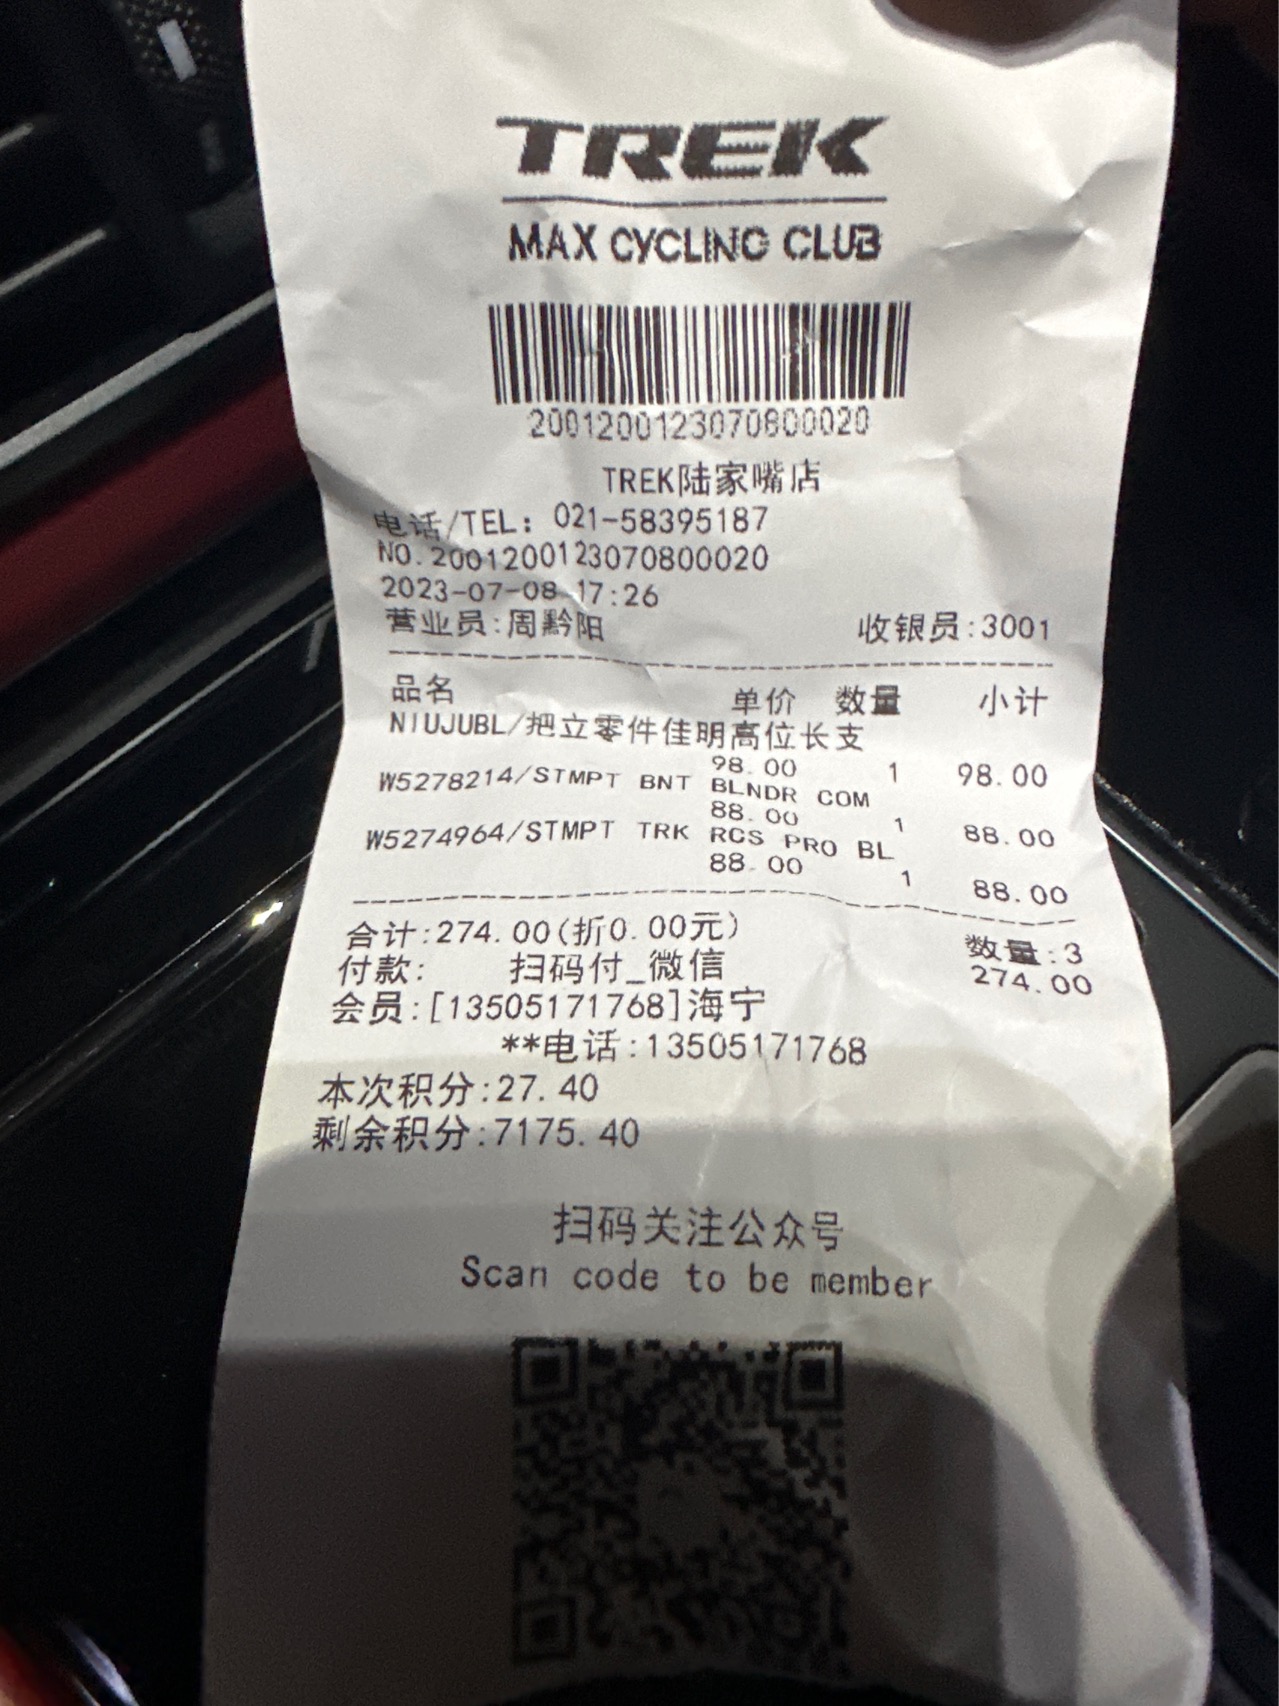 TREK
MAX CYCLING CLUB
2001200123070800020
TREK陆家嘴店
电话/TEL: 021-58395187
NO.2001200123070800020
2023-07-08 17:26
营业员:周黔阳 收银员:3001
品名 单价 数量 小计
NIUJUBL/把立零件佳明高位长支
98.00 1 98.00
W5278214/STMPT BNT BLNDR COM
88.00 1 88.00
W5274964/STMPT TRK RCS PRO BL
88.00 1 88.00
合计:274.00(折0.00元) 数量:3
付款: 扫码付_微信 274.00
会员:[13505171768]海宁
**电话:13505171768
本次积分:27.40
剩余积分:7175.40
扫码关注公众号
Scan code to be member